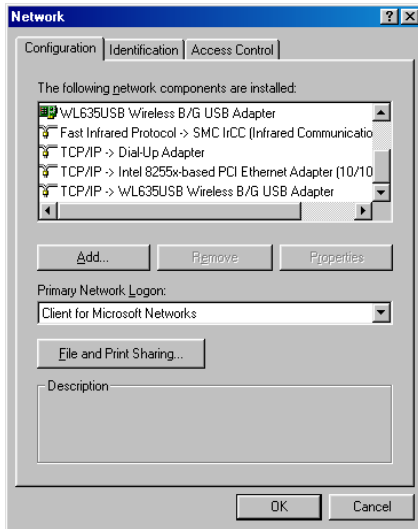 Network
Configuration Identification Access Control
The following network components are installed:
WL635USB Wireless B/G USB Adapter
Fast Infrared Protocol -> SMC IrCC (Infrared Communicatio
TCP/IP -> Dial-Up Adapter
TCP/IP -> Intel 8255x-based PCI Ethernet Adapter (10/10
TCP/IP -> WL635USB Wireless B/G USB Adapter
Add... Remove Properties
Primary Network Logon:
Client for Microsoft Networks
File and Print Sharing...
Description
OK Cancel